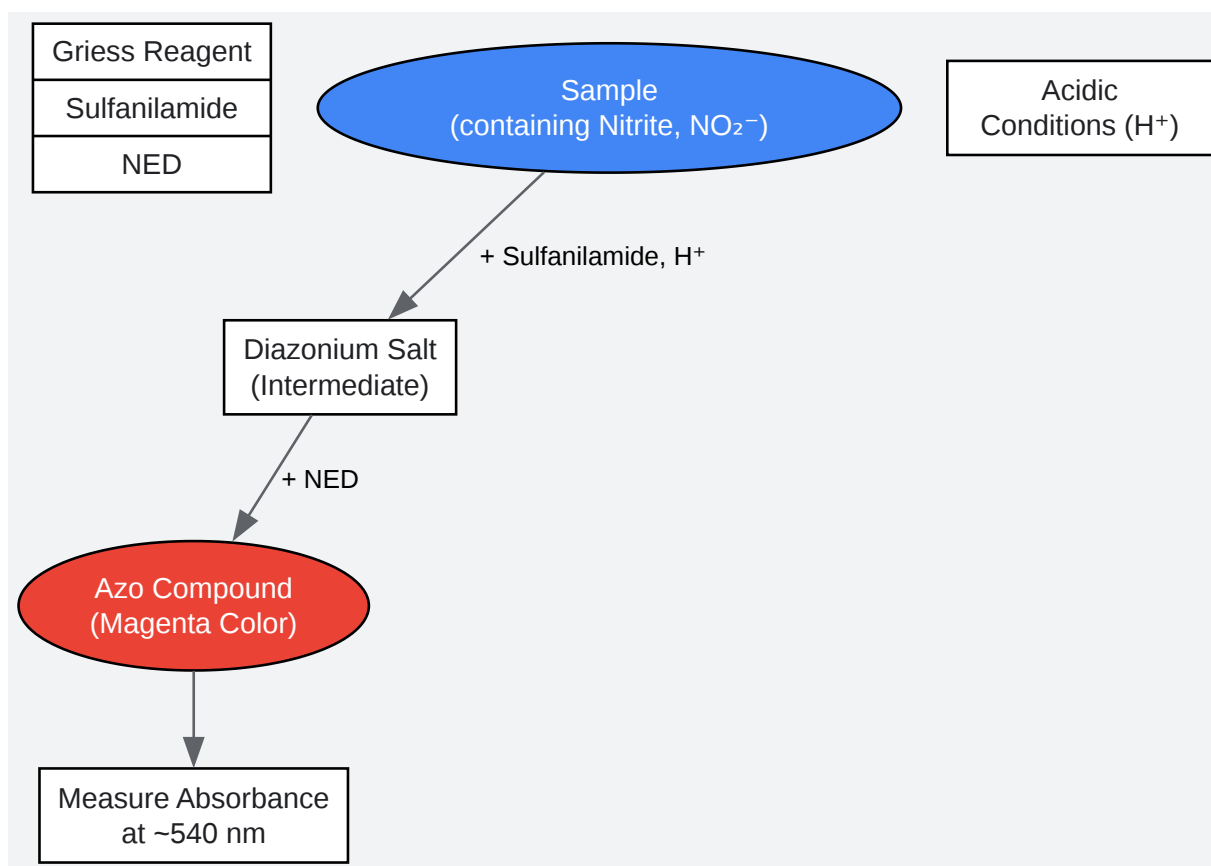 Griess Reagent
Sulfanilamide
NED
Sample
(containing Nitrite, NO₂⁻)
Acidic
Conditions (H⁺)
+ Sulfanilamide, H⁺
Diazonium Salt
(Intermediate)
+ NED
Azo Compound
(Magenta Color)
Measure Absorbance
at ~540 nm